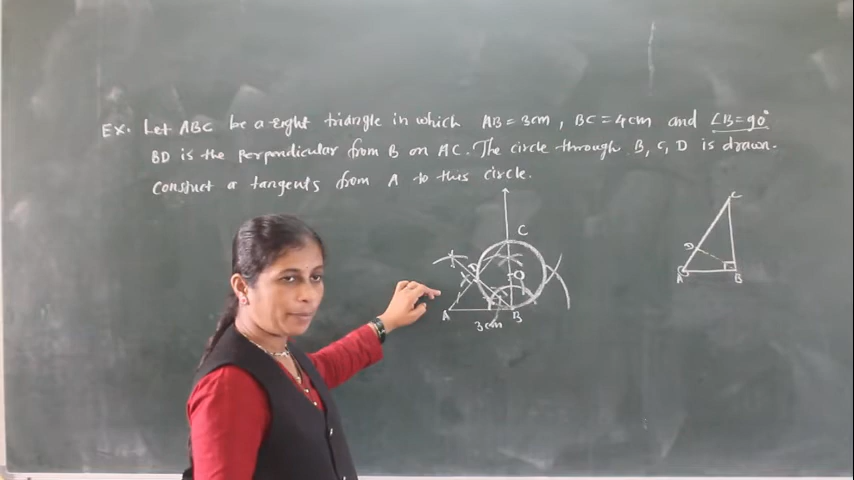 Ex. Let ABC be a right triangle in which AB = 3cm, BC = 4cm and ∠B = 90°
BD is the perpendicular from B on AC. The circle through B, C, D is drawn.
Construct a tangents from A to this circle.
C
D
O
A
B
3cm
C
D
A
B